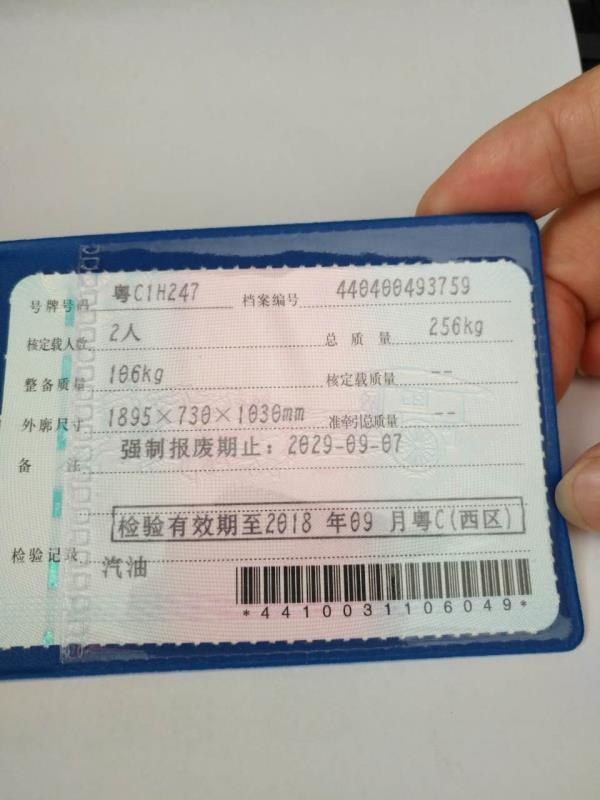 号牌号码 粤C1H247 档案编号 440400493759
核定载人数 2人 总质量 256kg
整备质量 106kg 核定载质量 --
外廓尺寸 1895×730×1030mm 准牵引总质量 --
备注 强制报废期止：2029-09-07
检验有效期至2018 年09 月粤C(西区)
检验记录 汽油
*4410031106049*